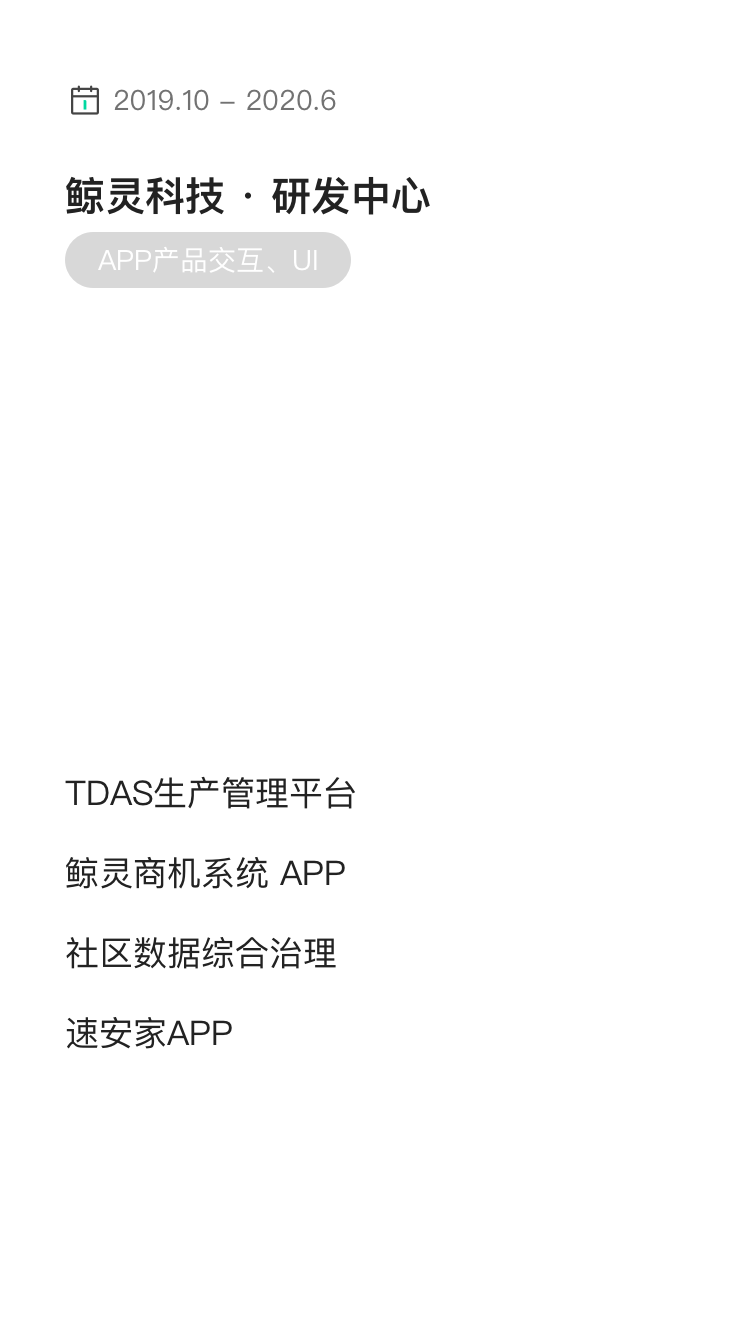 2019.10 – 2020.6
鲸灵科技 · 研发中心
APP产品交互、UI
TDAS生产管理平台
鲸灵商机系统 APP
社区数据综合治理
速安家APP